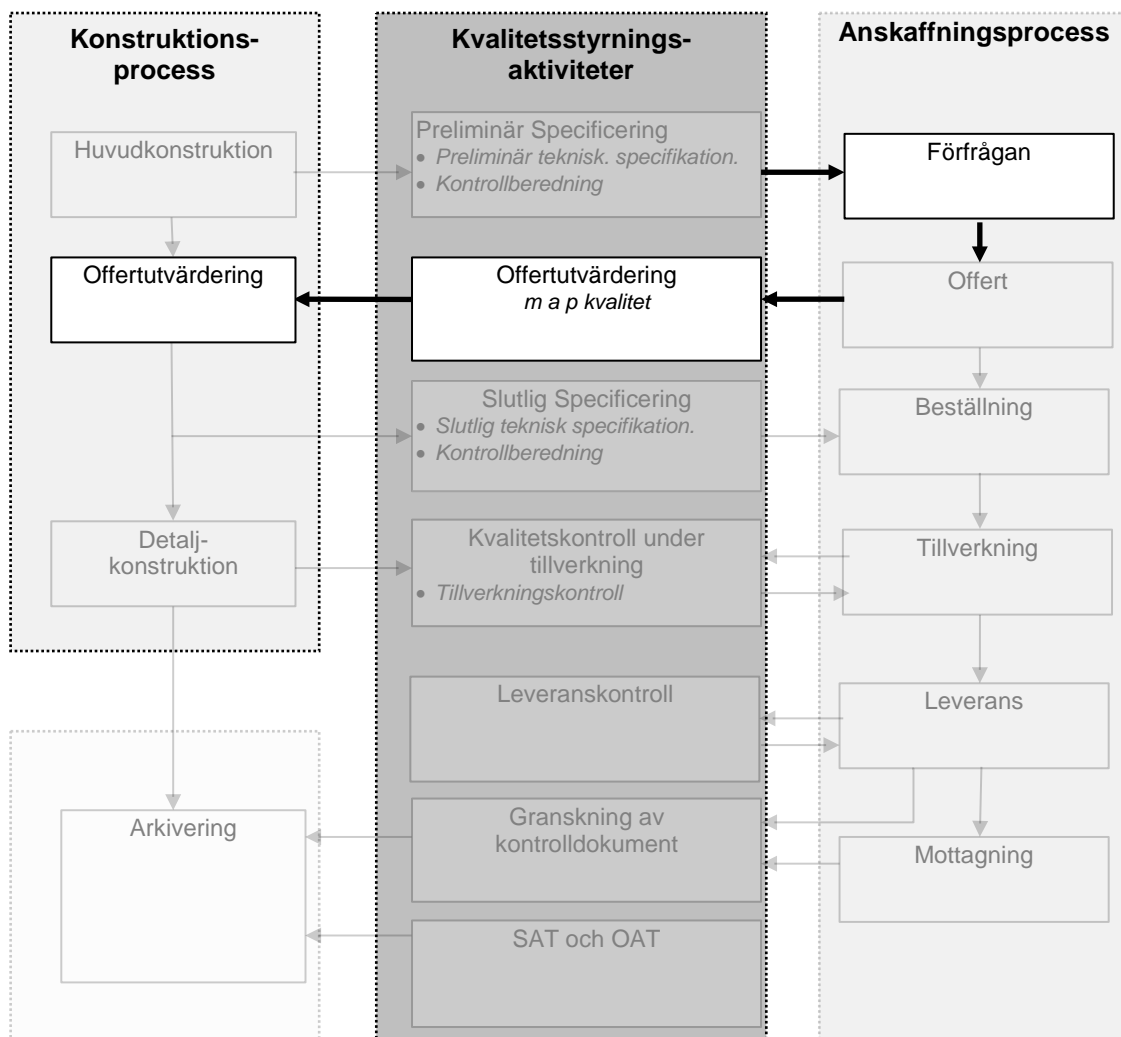 Konstruktions-
process
Kvalitetsstyrnings-
aktiviteter
Anskaffningsprocess
Huvudkonstruktion
Preliminär Specificering
• Preliminär teknisk. specifikation.
• Kontrollberedning
Förfrågan
Offertutvärdering
Offertutvärdering
m a p kvalitet
Offert
Slutlig Specificering
• Slutlig teknisk specifikation.
• Kontrollberedning
Beställning
Detalj-
konstruktion
Kvalitetskontroll under
tillverkning
• Tillverkningskontroll
Tillverkning
Leveranskontroll
Leverans
Arkivering
Granskning av
kontrolldokument
Mottagning
SAT och OAT